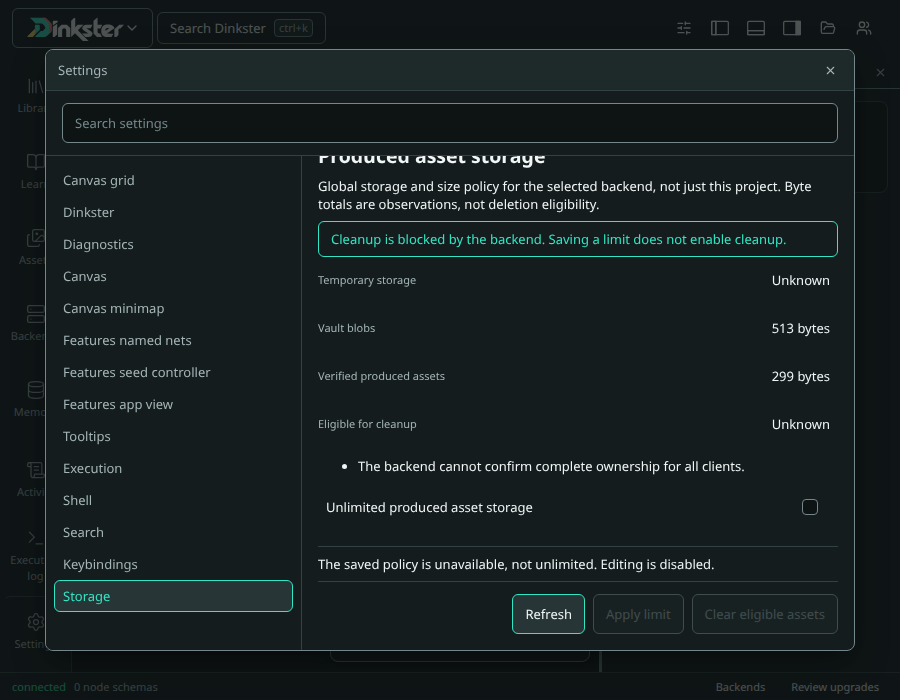 Dinkster
Search Dinkster ctrl+k
Settings
Search settings
Canvas grid
Dinkster
Diagnostics
Canvas
Canvas minimap
Features named nets
Features seed controller
Features app view
Tooltips
Execution
Shell
Search
Keybindings
Storage
Produced asset storage
Global storage and size policy for the selected backend, not just this project. Byte
totals are observations, not deletion eligibility.
Cleanup is blocked by the backend. Saving a limit does not enable cleanup.
Temporary storage Unknown
Vault blobs 513 bytes
Verified produced assets 299 bytes
Eligible for cleanup Unknown
The backend cannot confirm complete ownership for all clients.
Unlimited produced asset storage
The saved policy is unavailable, not unlimited. Editing is disabled.
Refresh Apply limit Clear eligible assets
connected 0 node schemas
Backends Review upgrades